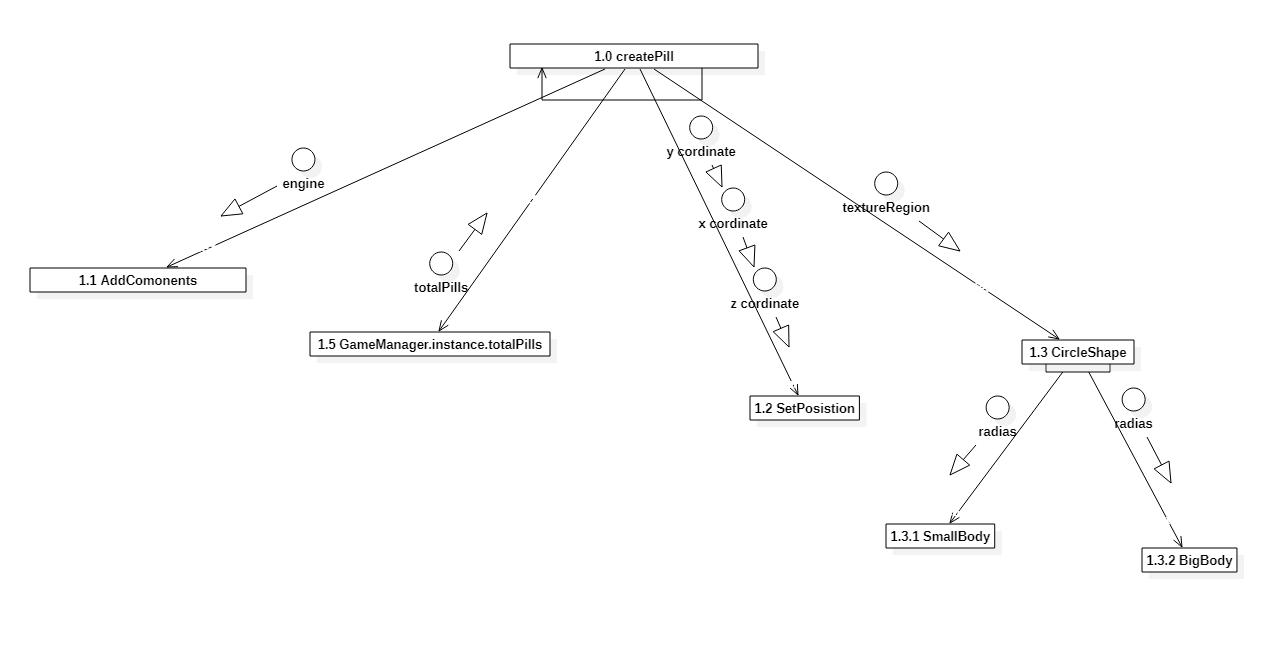 1.0 createPill
y cordinate
engine
textureRegion
x cordinate
1.1 AddComonents
totalPills
z cordinate
1.5 GameManager.instance.totalPills
1.3 CircleShape
1.2 SetPosistion
radias
radias
1.3.1 SmallBody
1.3.2 BigBody